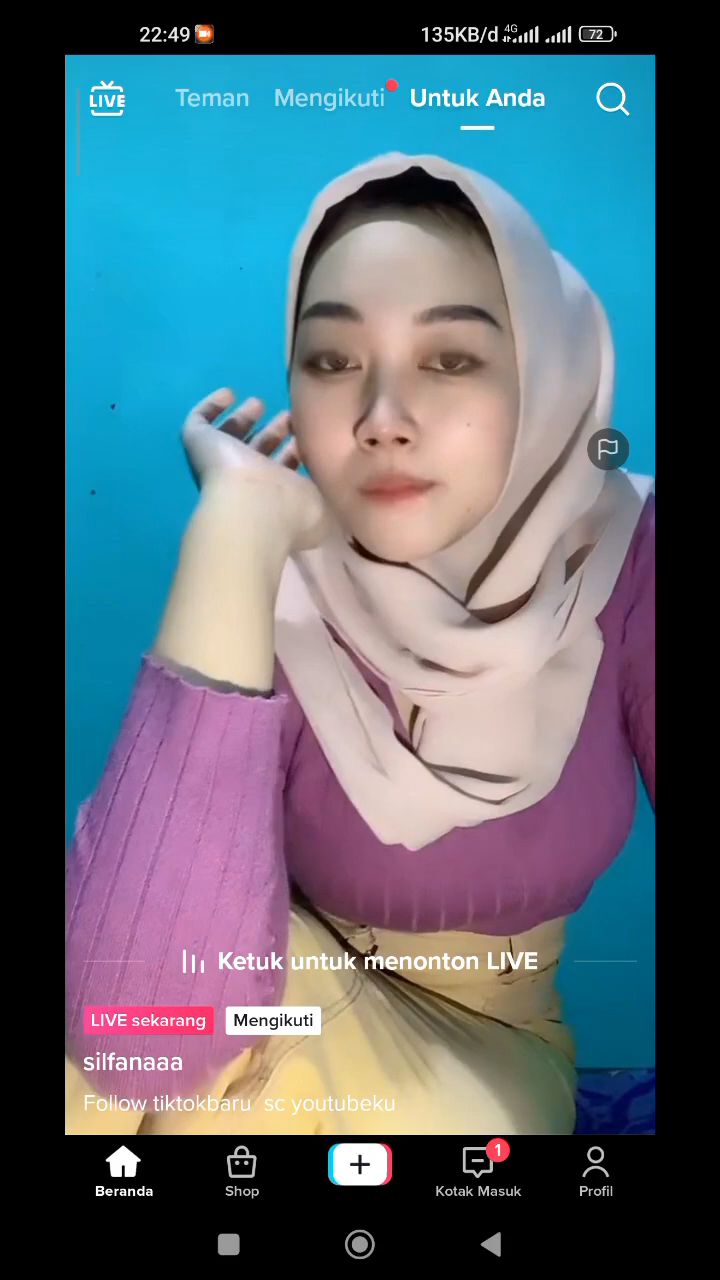 22:49 135KB/d 4G 72
LIVE Teman Mengikuti Untuk Anda
Ketuk untuk menonton LIVE
LIVE sekarang Mengikuti
silfanaaa
Follow tiktokbaru sc youtubeku
1
Beranda Shop Kotak Masuk Profil